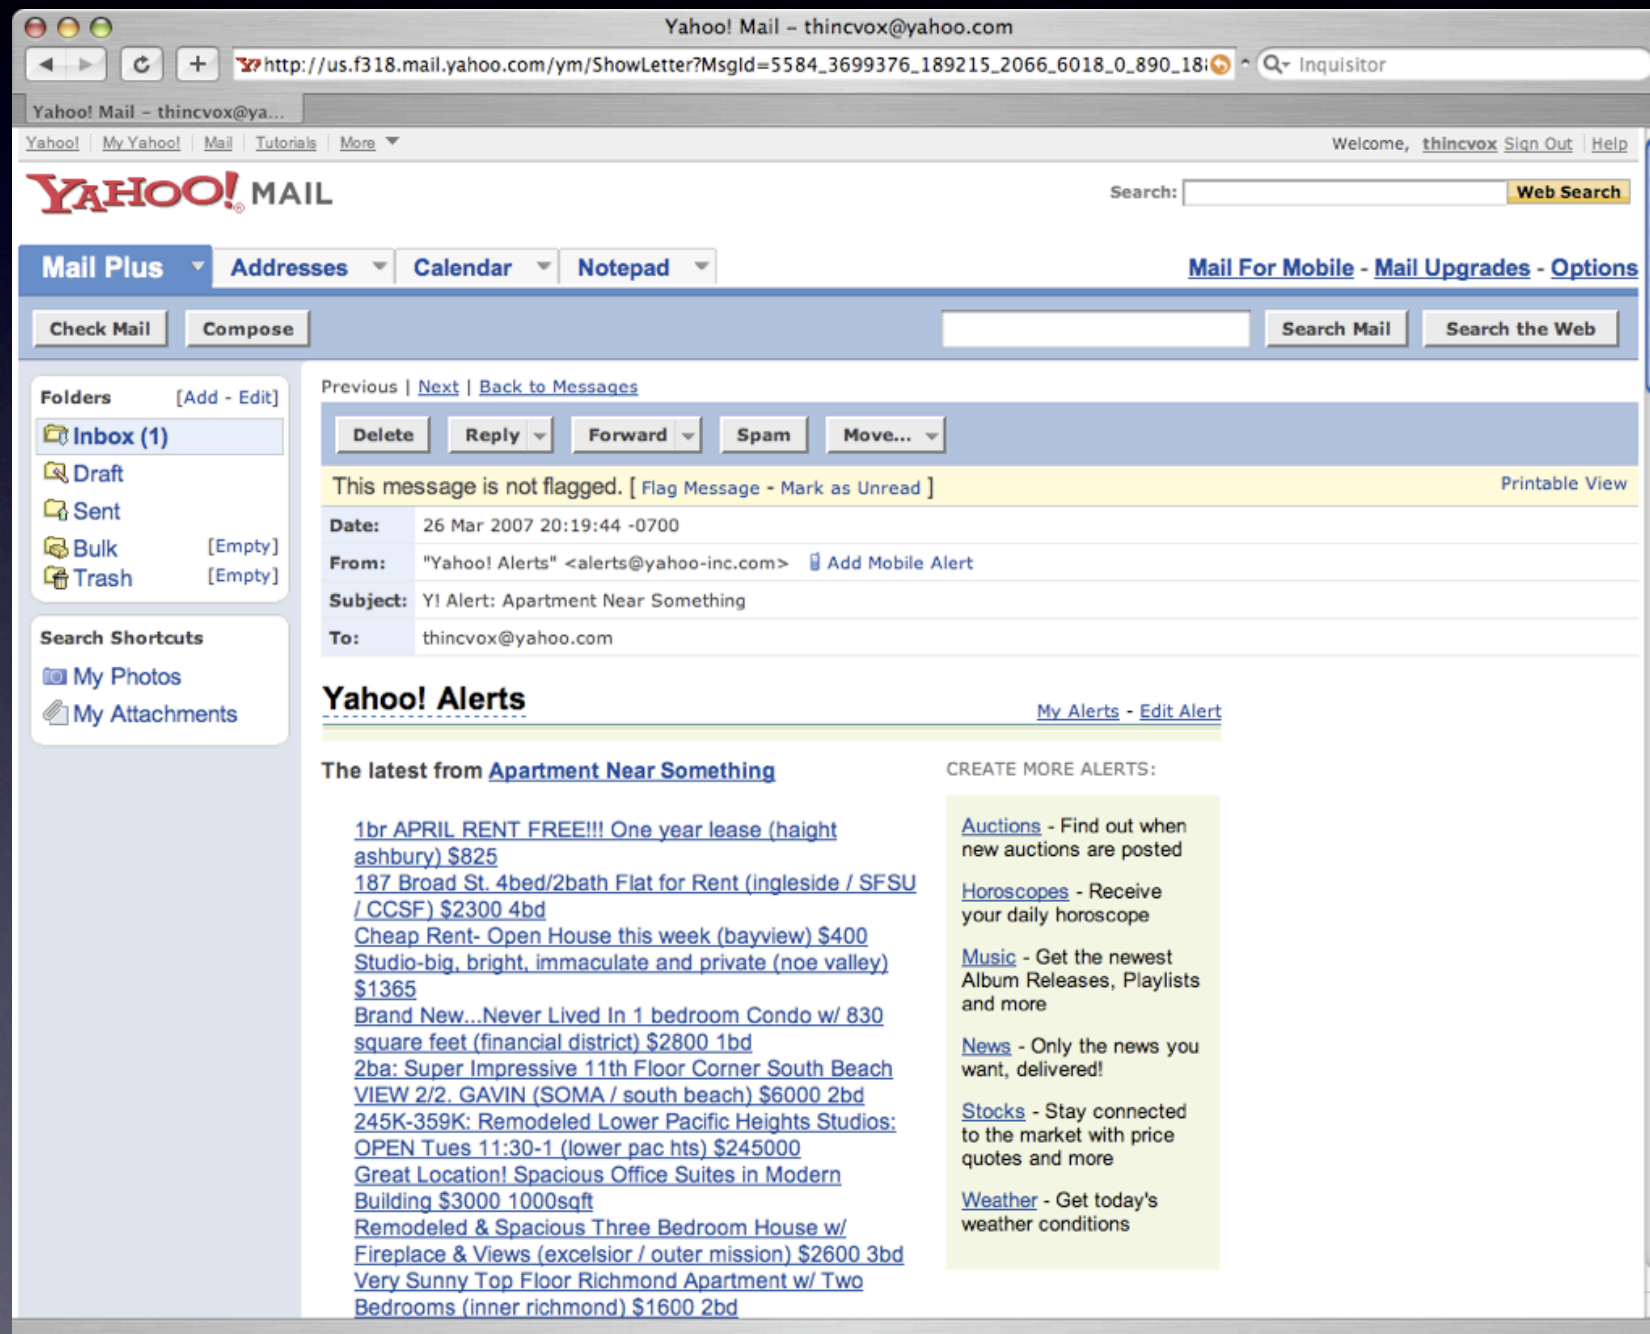 Yahoo! Mail – thincvox@yahoo.com
http://us.f318.mail.yahoo.com/ym/ShowLetter?MsgId=5584_3699376_189215_2066_6018_0_890_18
Inquisitor
Yahoo! Mail – thincvox@ya...
Yahoo! | My Yahoo! | Mail | Tutorials | More
Welcome, thincvox Sign Out | Help
YAHOO!® MAIL
Search: Web Search
Mail Plus Addresses Calendar Notepad
Mail For Mobile - Mail Upgrades - Options
Check Mail Compose
Search Mail Search the Web
Folders [Add - Edit]
Inbox (1)
Draft
Sent
Bulk [Empty]
Trash [Empty]
Search Shortcuts
My Photos
My Attachments
Previous | Next | Back to Messages
Delete Reply Forward Spam Move...
This message is not flagged. [ Flag Message - Mark as Unread ]
Printable View
Date: 26 Mar 2007 20:19:44 -0700
From: "Yahoo! Alerts" <alerts@yahoo-inc.com> Add Mobile Alert
Subject: Y! Alert: Apartment Near Something
To: thincvox@yahoo.com
Yahoo! Alerts
My Alerts - Edit Alert
The latest from Apartment Near Something
1br APRIL RENT FREE!!! One year lease (haight
ashbury) $825
187 Broad St. 4bed/2bath Flat for Rent (ingleside / SFSU
/ CCSF) $2300 4bd
Cheap Rent- Open House this week (bayview) $400
Studio-big, bright, immaculate and private (noe valley)
$1365
Brand New...Never Lived In 1 bedroom Condo w/ 830
square feet (financial district) $2800 1bd
2ba: Super Impressive 11th Floor Corner South Beach
VIEW 2/2. GAVIN (SOMA / south beach) $6000 2bd
245K-359K: Remodeled Lower Pacific Heights Studios:
OPEN Tues 11:30-1 (lower pac hts) $245000
Great Location! Spacious Office Suites in Modern
Building $3000 1000sqft
Remodeled & Spacious Three Bedroom House w/
Fireplace & Views (excelsior / outer mission) $2600 3bd
Very Sunny Top Floor Richmond Apartment w/ Two
Bedrooms (inner richmond) $1600 2bd
CREATE MORE ALERTS:
Auctions - Find out when
new auctions are posted
Horoscopes - Receive
your daily horoscope
Music - Get the newest
Album Releases, Playlists
and more
News - Only the news you
want, delivered!
Stocks - Stay connected
to the market with price
quotes and more
Weather - Get today's
weather conditions